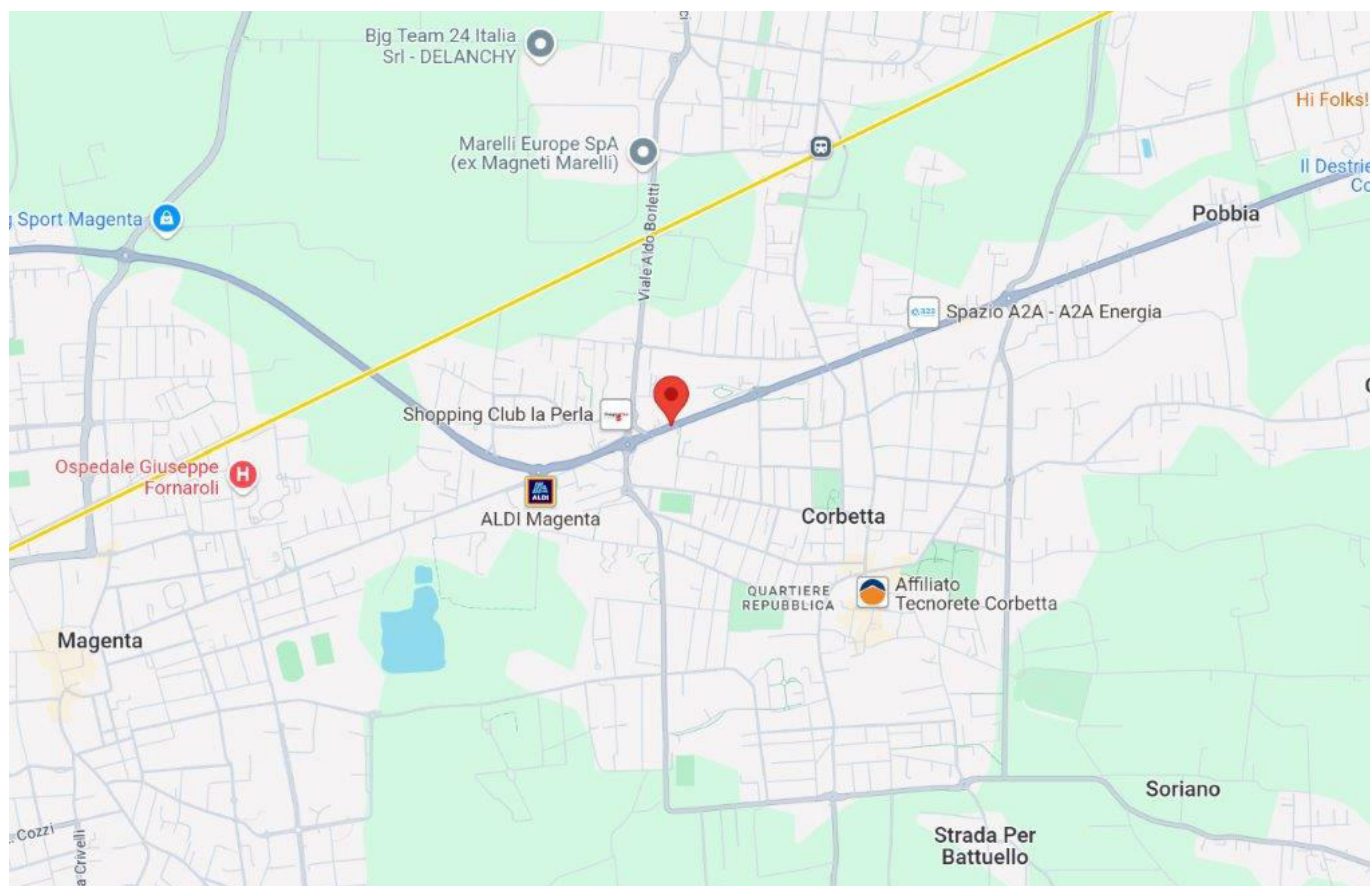 Bjg Team 24 Italia
Srl - DELANCHY
Hi Folks!
Marelli Europe SpA
(ex Magneti Marelli)
Il Destrie
Co
Viale Aldo Borletti
Sport Magenta
Pobbia
Spazio A2A - A2A Energia
Shopping Club la Perla
Ospedale Giuseppe
Fornaroli
H
ALDI
ALDI Magenta
Corbetta
QUARTIERE
REPUBBLICA
Affiliato
Tecnorete Corbetta
Magenta
Soriano
Strada Per
Battuello
Cozzi
a Crivelli